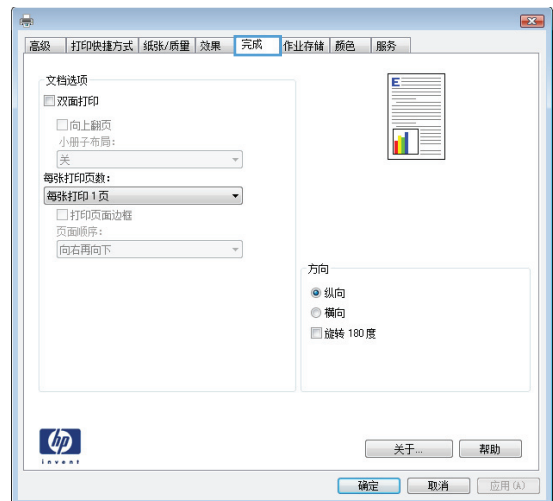 高级 打印快捷方式 纸张/质量 效果 完成 作业存储 颜色 服务
文档选项
双面打印
向上翻页
小册子布局:
关
每张打印页数:
每张打印 1 页
打印页面边框
页面顺序:
向右再向下
E
方向
纵向
横向
旋转 180 度
hp
invent
关于... 帮助
确定 取消 应用(A)